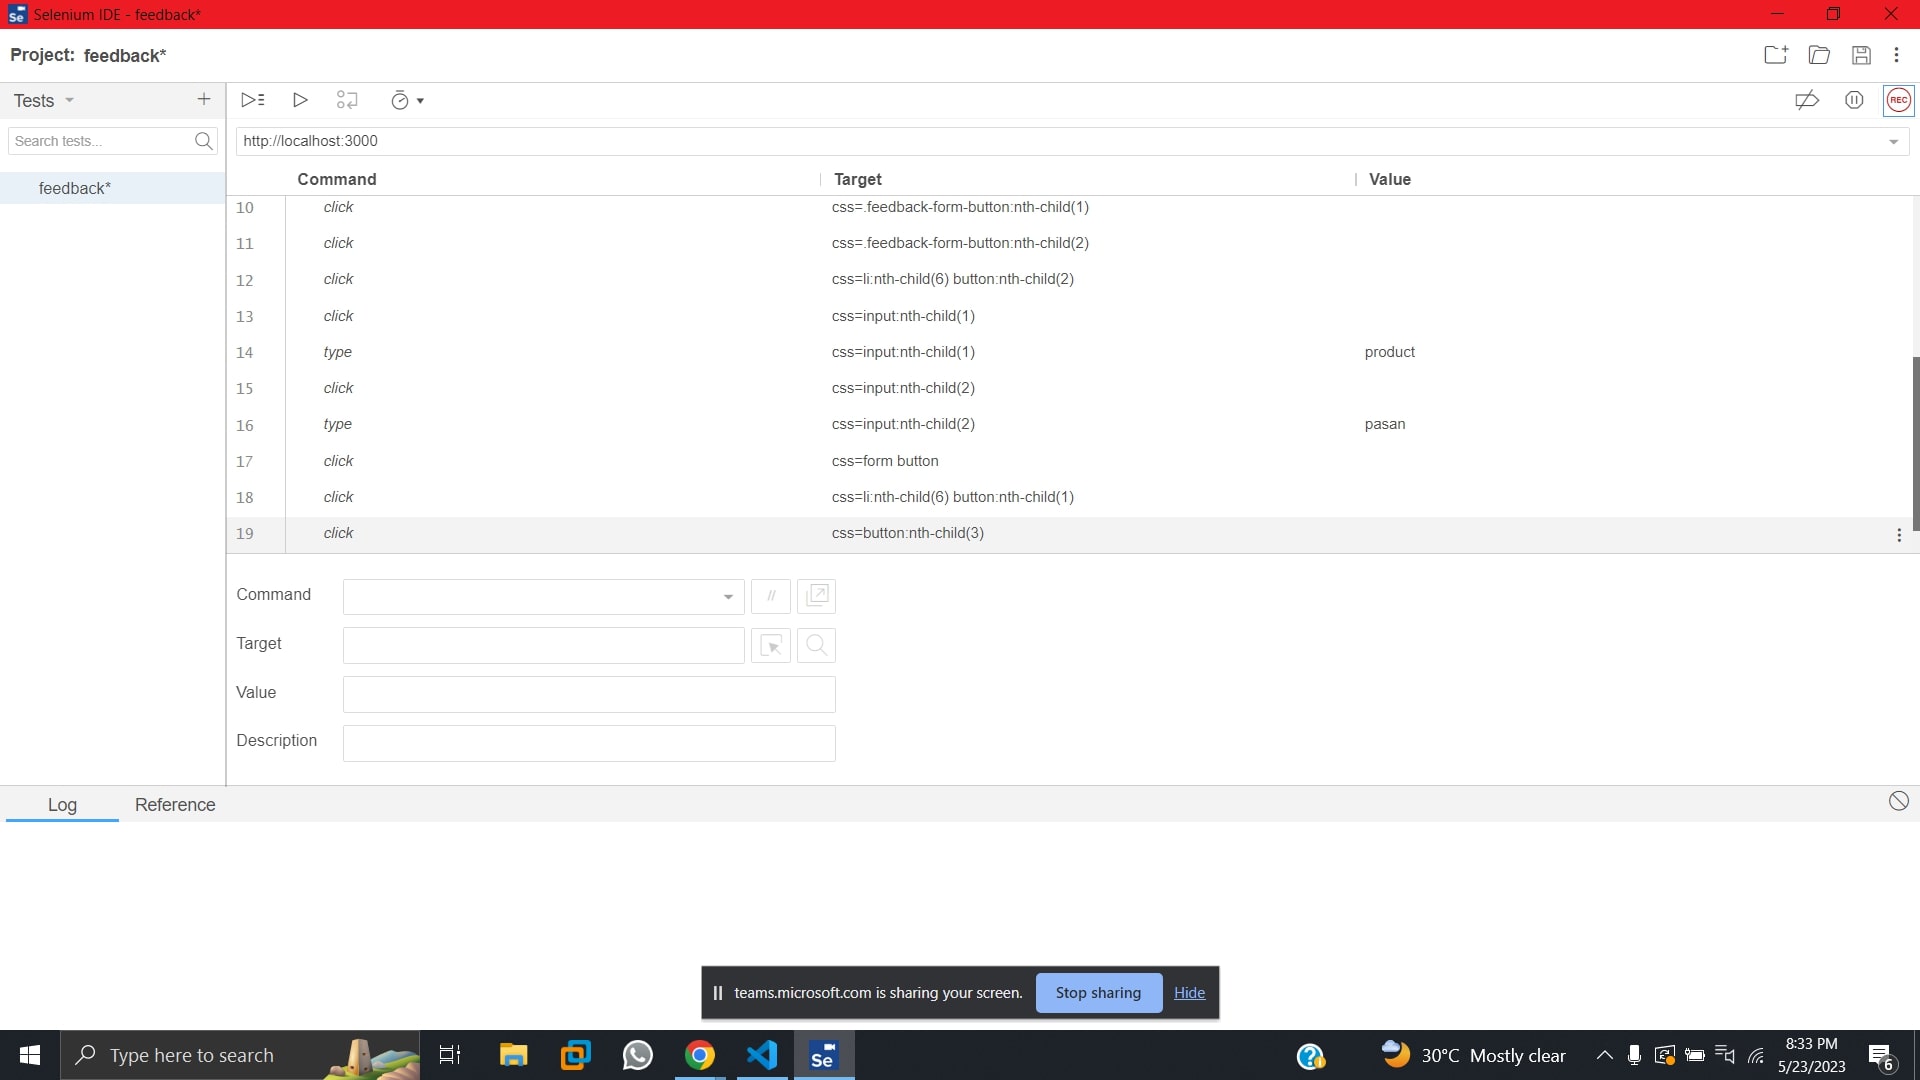 Se Selenium IDE - feedback*
Project: feedback*
Tests
REC
Search tests...
http://localhost:3000
feedback*
Command Target Value
10 click css=.feedback-form-button:nth-child(1)
11 click css=.feedback-form-button:nth-child(2)
12 click css=li:nth-child(6) button:nth-child(2)
13 click css=input:nth-child(1)
14 type css=input:nth-child(1) product
15 click css=input:nth-child(2)
16 type css=input:nth-child(2) pasan
17 click css=form button
18 click css=li:nth-child(6) button:nth-child(1)
19 click css=button:nth-child(3)
Command //
Target
Value
Description
Log Reference
teams.microsoft.com is sharing your screen. Stop sharing Hide
Type here to search
Se
30°C Mostly clear
8:33 PM
5/23/2023
6